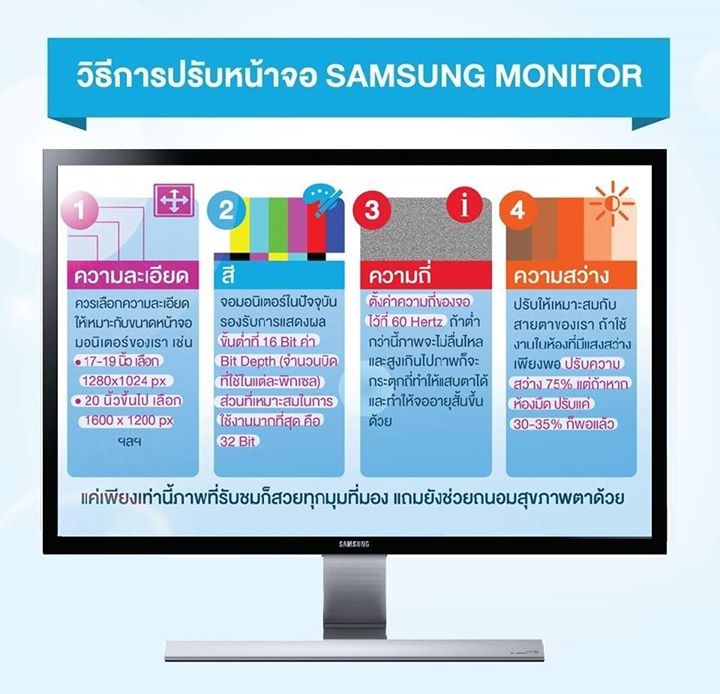 วิธีการปรับหน้าจอ SAMSUNG MONITOR
1
ความละเอียด
ควรเลือกความละเอียด
ให้เหมาะกับขนาดหน้าจอ
มอนิเตอร์ของเรา เช่น
• 17-19 นิ้ว เลือก
1280x1024 px
• 20 นิ้วขึ้นไป เลือก
1600 x 1200 px
ฯลฯ
2
สี
จอมอนิเตอร์ในปัจจุบัน
รองรับการแสดงผล
ขั้นต่ำที่ 16 Bit ค่า
Bit Depth (จำนวนบิด
ที่ใช้ในแต่ละพิกเซล)
ส่วนที่เหมาะสมในการ
ใช้งานมากที่สุด คือ
32 Bit
3
i
ความถี่
ตั้งค่าความถี่ของจอ
ไว้ที่ 60 Hertz ถ้าต่ำ
กว่านี้ภาพจะไม่ลื่นไหล
และสูงเกินไปภาพก็จะ
กระตุกถี่ทำให้แสบตาได้
และทำให้จออายุสั้นขึ้น
ด้วย
4
ความสว่าง
ปรับให้เหมาะสมกับ
สายตาของเรา ถ้าใช้
งานในห้องที่มีแสงสว่าง
เพียงพอ ปรับความ
สว่าง 75% แต่ถ้าหาก
ห้องมืด ปรับแค่
30-35% ก็พอแล้ว
แค่เพียงเท่านี้ภาพที่รับชมก็สวยทุกมุมที่มอง แถมยังช่วยถนอมสุขภาพตาด้วย
SAMSUNG